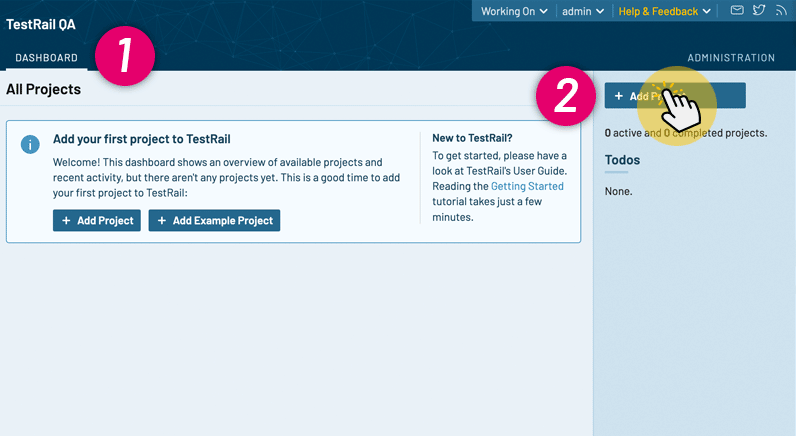 TestRail QA
Working On
admin
Help & Feedback
DASHBOARD
1
ADMINISTRATION
All Projects
2
+ Add P
0 active and 0 completed projects.
Todos
None.
Add your first project to TestRail
Welcome! This dashboard shows an overview of available projects and
recent activity, but there aren't any projects yet. This is a good time to add
your first project to TestRail:
+ Add Project
+ Add Example Project
New to TestRail?
To get started, please have a
look at TestRail's User Guide.
Reading the Getting Started
tutorial takes just a few
minutes.